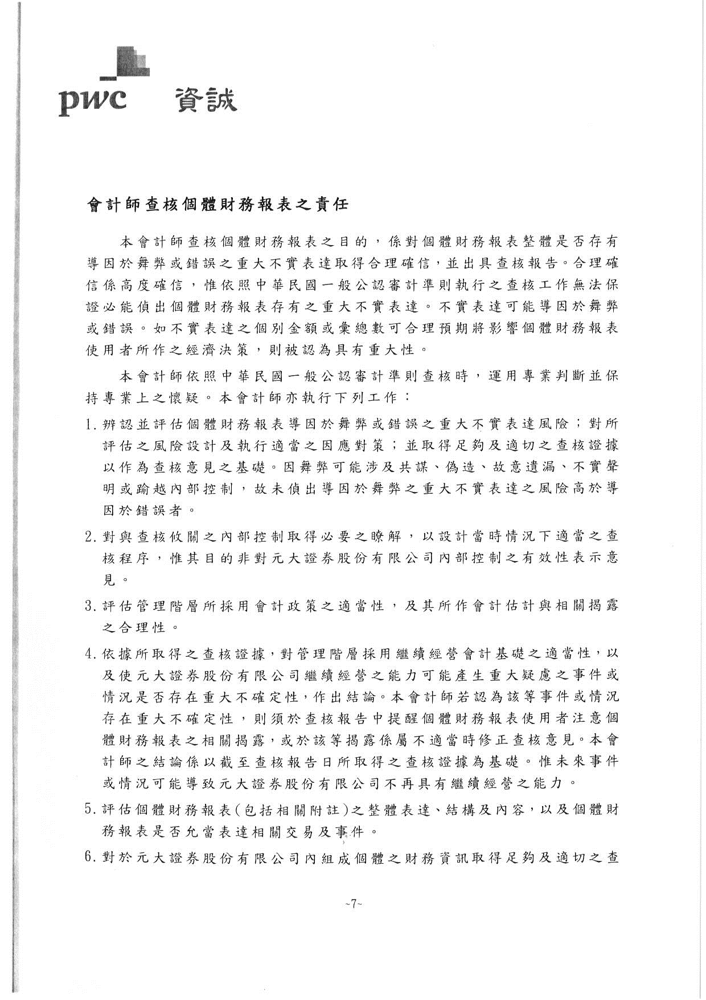 pwc 資誠
會計師查核個體財務報表之責任
本會計師查核個體財務報表之目的，係對個體財務報表整體是否存有
導因於舞弊或錯誤之重大不實表達取得合理確信，並出具查核報告。合理確
信係高度確信，惟依照中華民國一般公認審計準則執行之查核工作無法保
證必能偵出個體財務報表存有之重大不實表達。不實表達可能導因於舞弊
或錯誤。如不實表達之個別金額或彙總數可合理預期將影響個體財務報表
使用者所作之經濟決策，則被認為具有重大性。
本會計師依照中華民國一般公認審計準則查核時，運用專業判斷並保
持專業上之懷疑。本會計師亦執行下列工作：
1. 辨認並評估個體財務報表導因於舞弊或錯誤之重大不實表達風險；對所
評估之風險設計及執行適當之因應對策；並取得足夠及適切之查核證據
以作為查核意見之基礎。因舞弊可能涉及共謀、偽造、故意遺漏、不實聲
明或踰越內部控制，故未偵出導因於舞弊之重大不實表達之風險高於導
因於錯誤者。
2. 對與查核攸關之內部控制取得必要之瞭解，以設計當時情況下適當之查
核程序，惟其目的非對元大證券股份有限公司內部控制之有效性表示意
見。
3. 評估管理階層所採用會計政策之適當性，及其所作會計估計與相關揭露
之合理性。
4. 依據所取得之查核證據，對管理階層採用繼續經營會計基礎之適當性，以
及使元大證券股份有限公司繼續經營之能力可能產生重大疑慮之事件或
情況是否存在重大不確定性，作出結論。本會計師若認為該等事件或情況
存在重大不確定性，則須於查核報告中提醒個體財務報表使用者注意個
體財務報表之相關揭露，或於該等揭露係屬不適當時修正查核意見。本會
計師之結論係以截至查核報告日所取得之查核證據為基礎。惟未來事件
或情況可能導致元大證券股份有限公司不再具有繼續經營之能力。
5. 評估個體財務報表(包括相關附註)之整體表達、結構及內容，以及個體財
務報表是否允當表達相關交易及事件。
6. 對於元大證券股份有限公司內組成個體之財務資訊取得足夠及適切之查
~7~